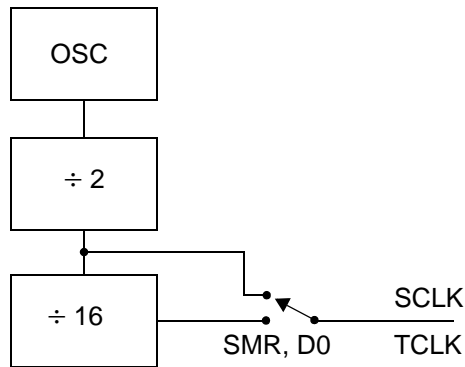 OSC
÷ 2
÷ 16
SCLK
SMR, D0
TCLK